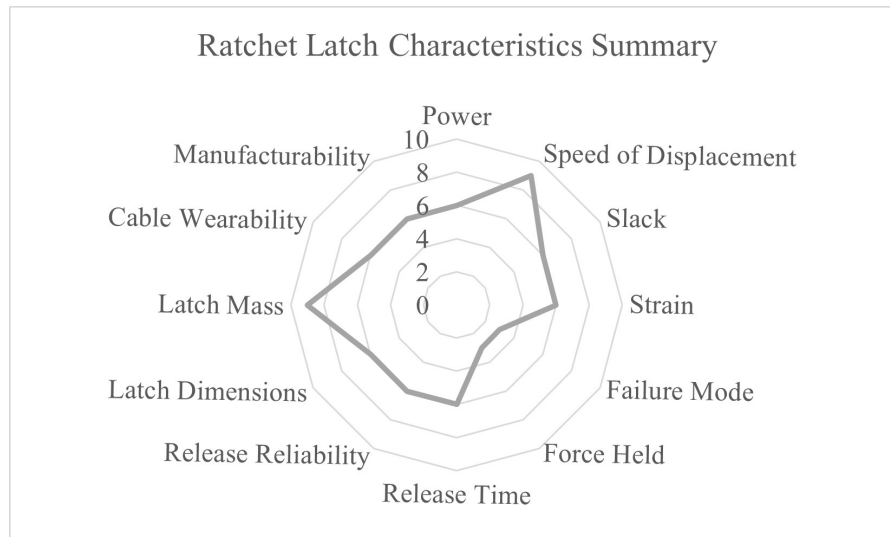 Ratchet Latch Characteristics Summary
Power
10
Manufacturability
Speed of Displacement
8
Cable Wearability
6
Slack
4
2
Latch Mass
0
Strain
Latch Dimensions
Failure Mode
Release Reliability
Force Held
Release Time